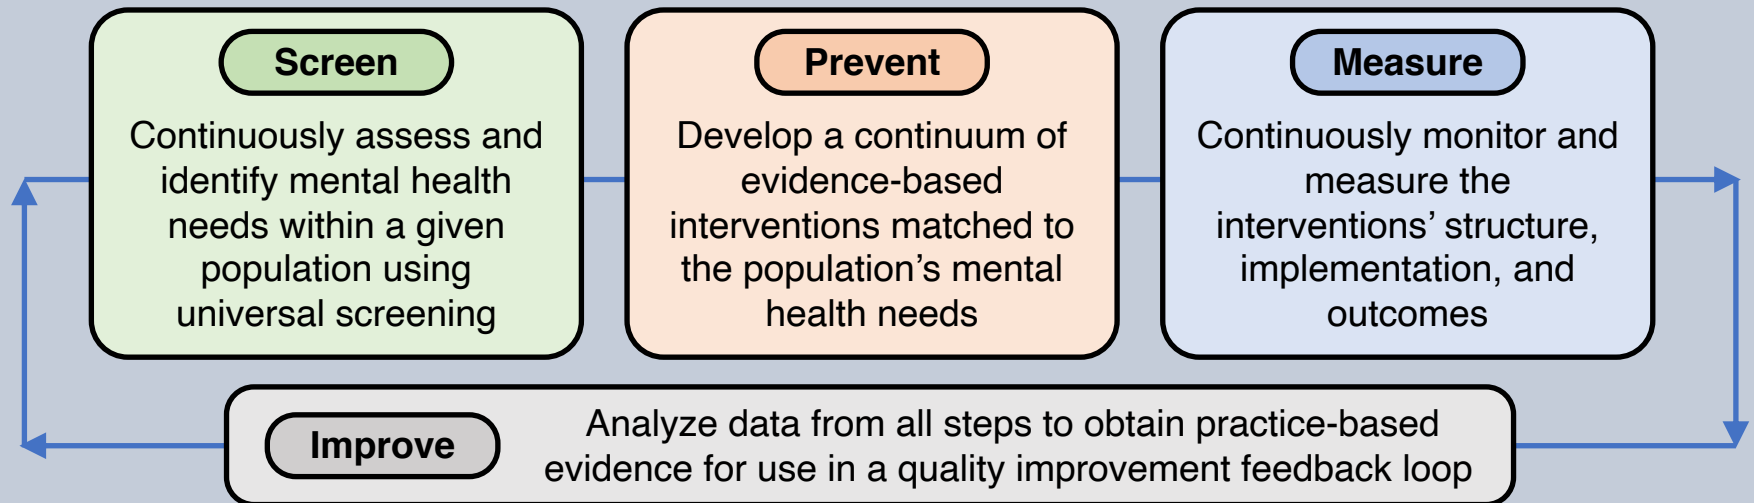 Screen
Continuously assess and
identify mental health
needs within a given
population using
universal screening
Prevent
Develop a continuum of
evidence-based
interventions matched to
the population’s mental
health needs
Measure
Continuously monitor and
measure the
interventions’ structure,
implementation, and
outcomes
Improve
Analyze data from all steps to obtain practice-based
evidence for use in a quality improvement feedback loop